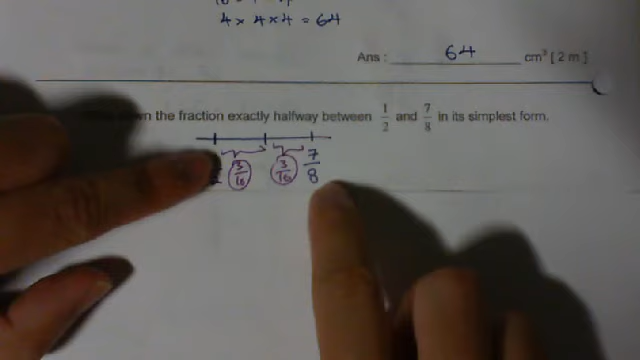 4 × 4 × 4 = 64
Ans : 64 cm³ [ 2 m ]
the fraction exactly halfway between 1/2 and 7/8 in its simplest form.
3/16 3/16 7/8